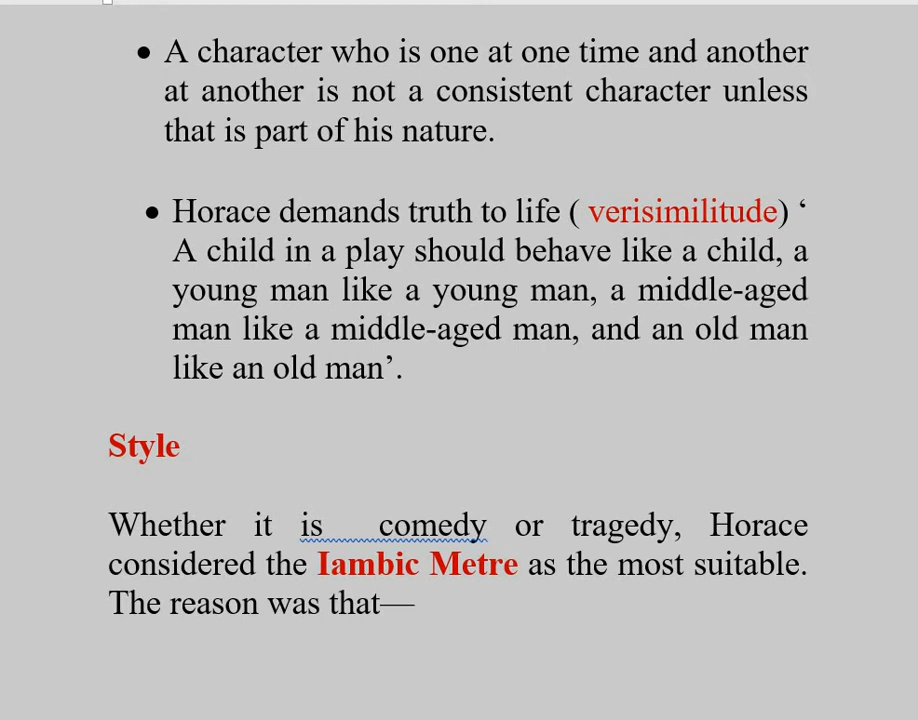 • A character who is one at one time and another
at another is not a consistent character unless
that is part of his nature.
• Horace demands truth to life ( verisimilitude) ‘
A child in a play should behave like a child, a
young man like a young man, a middle-aged
man like a middle-aged man, and an old man
like an old man’.
Style
Whether it is comedy or tragedy, Horace
considered the Iambic Metre as the most suitable.
The reason was that—